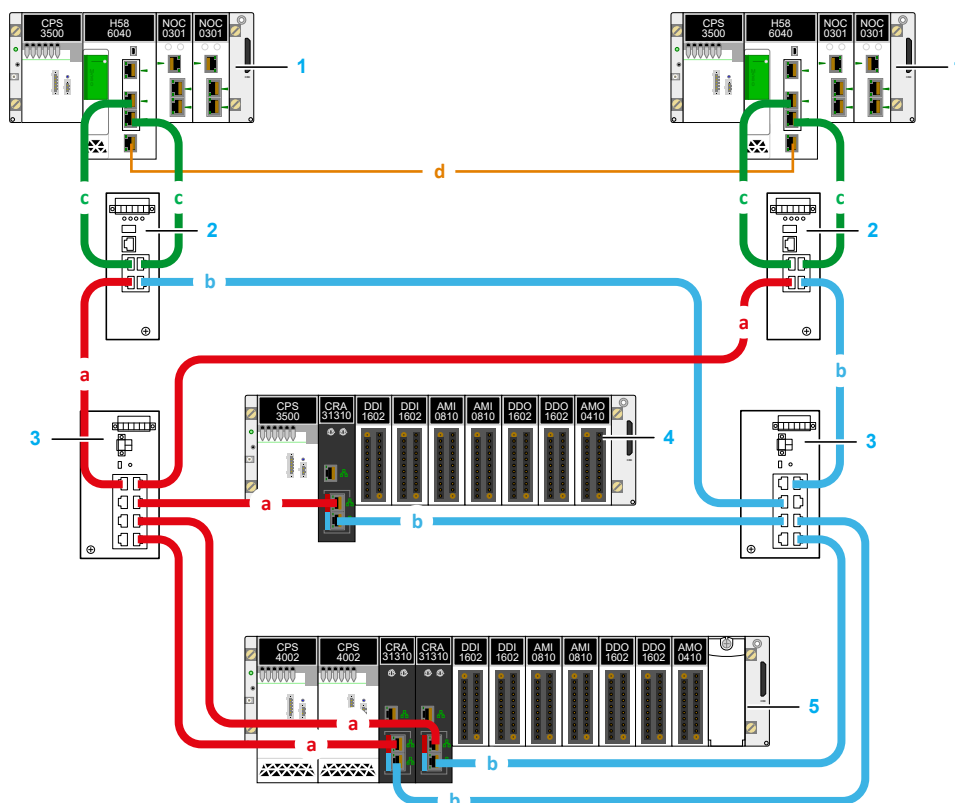 CPS 3500
H58 6040
NOC 0301
NOC 0301
1
CPS 3500
H58 6040
NOC 0301
NOC 0301
d
c
c
c
c
2
2
b
a
a
b
3
CPS 3500
CRA 31310
DDI 1602
DDI 1602
AMI 0810
AMI 0810
DDO 1602
DDO 1602
AMO 0410
4
3
a
b
CPS 4002
CPS 4002
CRA 31310
CRA 31310
DDI 1602
DDI 1602
AMI 0810
AMI 0810
DDO 1602
DDO 1602
AMO 0410
5
a
a
b
b